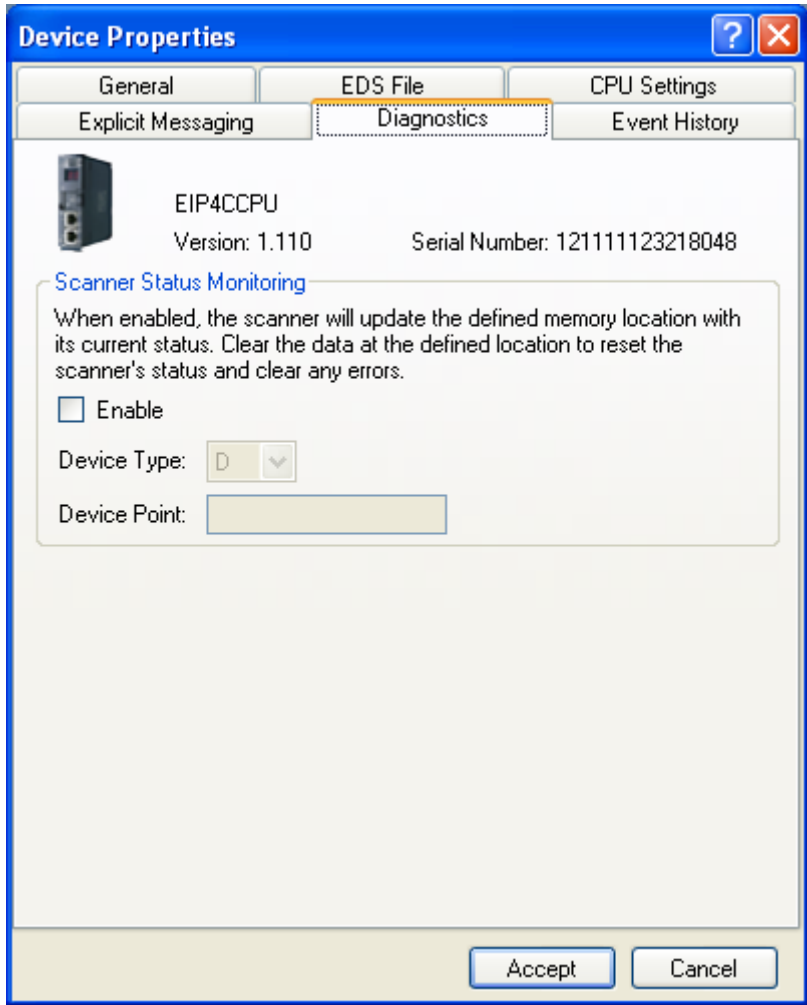 Device Properties
General
EDS File
CPU Settings
Explicit Messaging
Diagnostics
Event History
EIP4CCPU
Version: 1.110
Serial Number: 121111123218048
Scanner Status Monitoring
When enabled, the scanner will update the defined memory location with
its current status. Clear the data at the defined location to reset the
scanner's status and clear any errors.
Enable
Device Type: D
Device Point:
Accept
Cancel